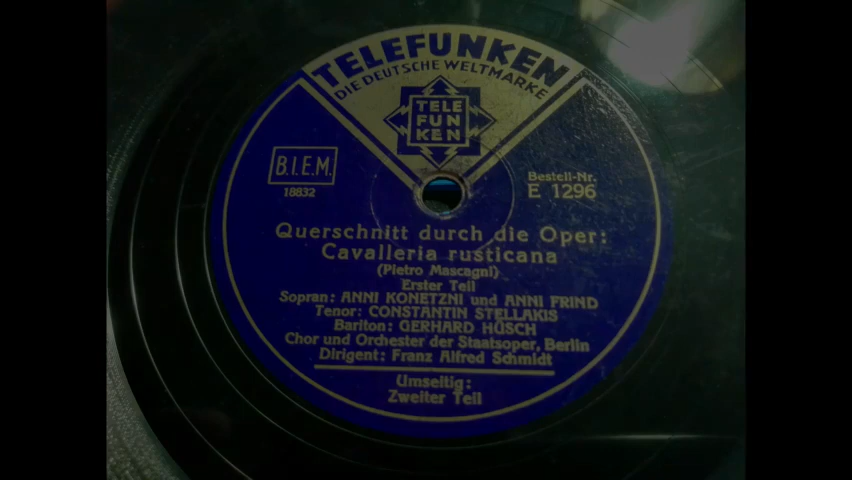 TELEFUNKEN
DIE DEUTSCHE WELTMARKE
TELE
FUN
KEN
B.I.E.M.
18832
Bestell-Nr.
E 1296
Querschnitt durch die Oper:
Cavalleria rusticana
(Pietro Mascagni)
Erster Teil
Sopran: ANNI KONETZNI und ANNI FRIND
Tenor: CONSTANTIN STELLAKIS
Bariton: GERHARD HÜSCH
Chor und Orchester der Staatsoper, Berlin
Dirigent: Franz Alfred Schmidt
Umseitig:
Zweiter Teil